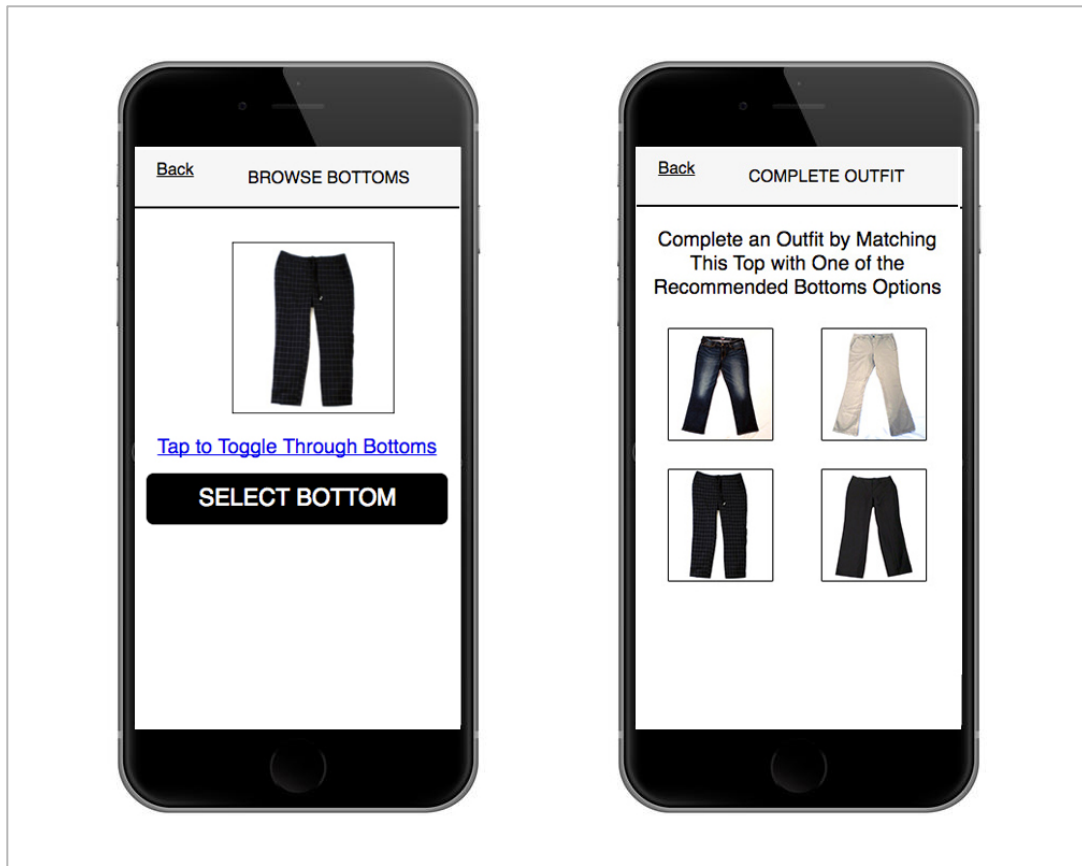 Back
BROWSE BOTTOMS
Tap to Toggle Through Bottoms
SELECT BOTTOM
Back
COMPLETE OUTFIT
Complete an Outfit by Matching
This Top with One of the
Recommended Bottoms Options